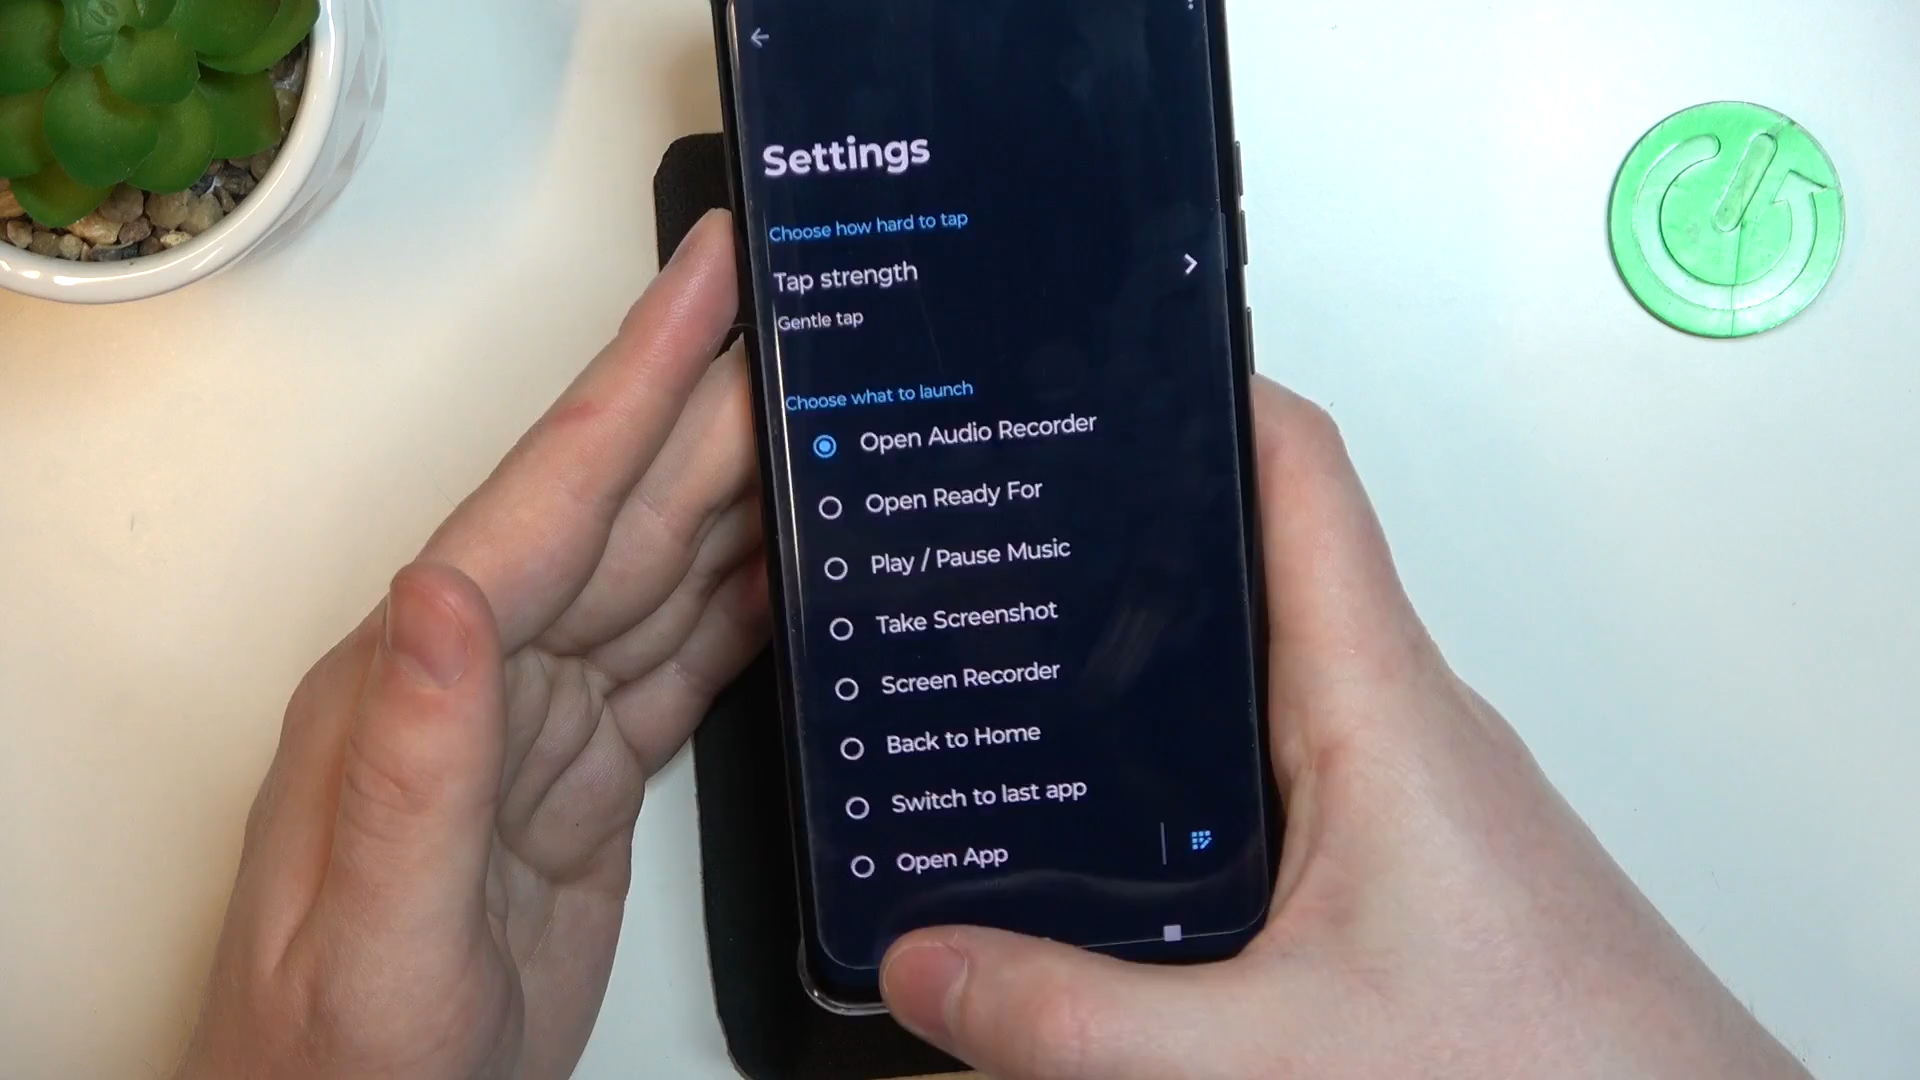 Settings
Choose how hard to tap
Tap strength
Gentle tap
Choose what to launch
Open Audio Recorder
Open Ready For
Play / Pause Music
Take Screenshot
Screen Recorder
Back to Home
Switch to last app
Open App